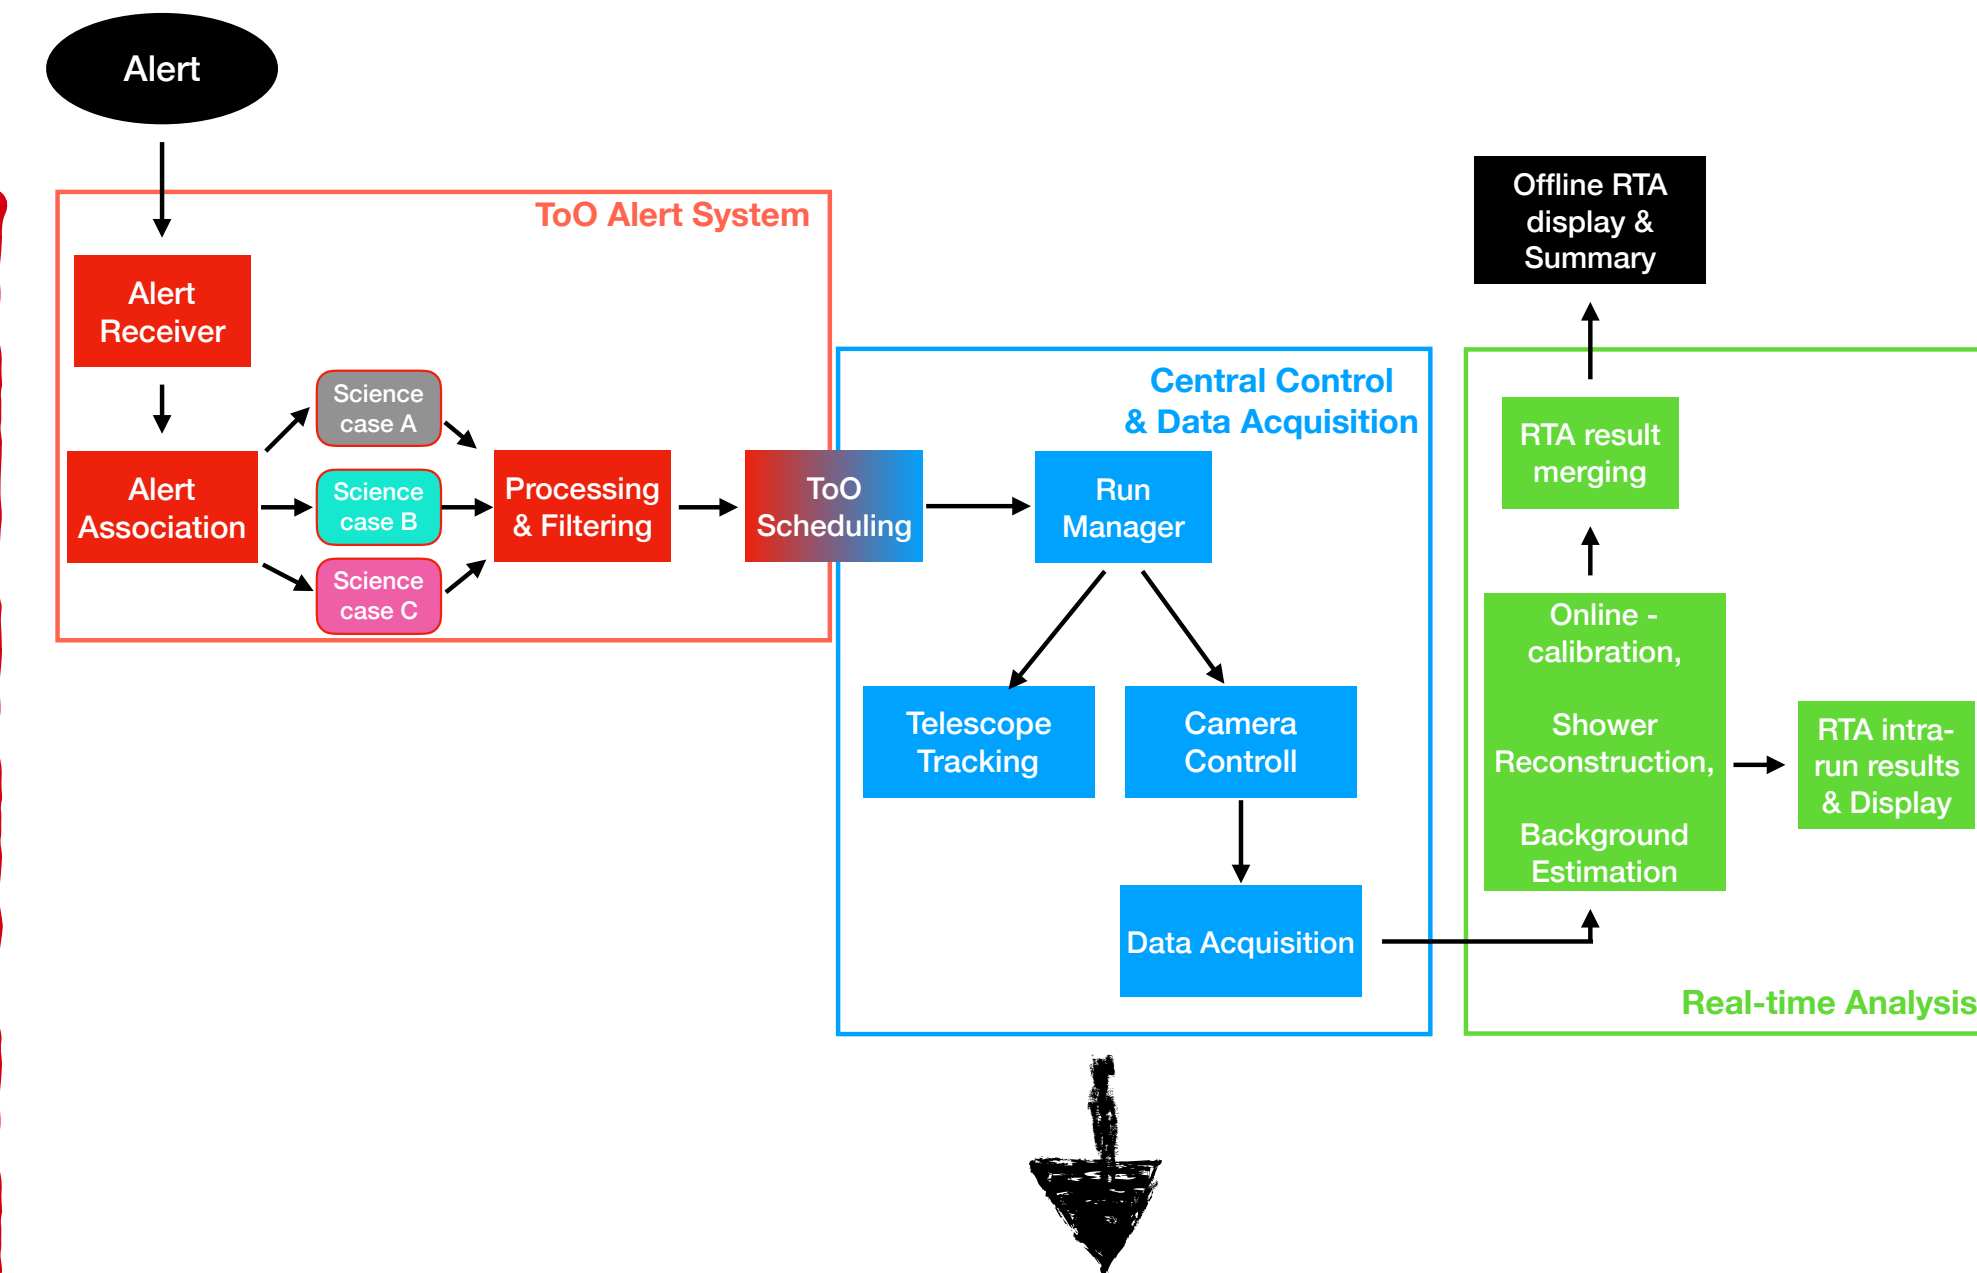 Alert
ToO Alert System
Alert
Receiver
Alert
Association
Science
case A
Science
case B
Science
case C
Processing
& Filtering
ToO
Scheduling
Central Control
& Data Acquisition
Run
Manager
Telescope
Tracking
Camera
Controll
Data Acquisition
Offline RTA
display &
Summary
RTA result
merging
Online -
calibration,
Shower
Reconstruction,
Background
Estimation
RTA intra-
run results
& Display
Real-time Analysis